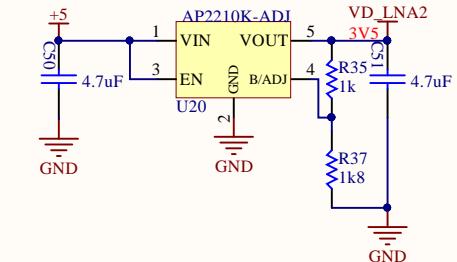 +5
AP2210K-ADJ
VD_LNA2
1
VIN
VOUT
5
3V5
C50
4.7uF
3
EN
GND
B/ADJ
4
R35
1k
C51
4.7uF
U20
2
GND
GND
R37
1k8
GND